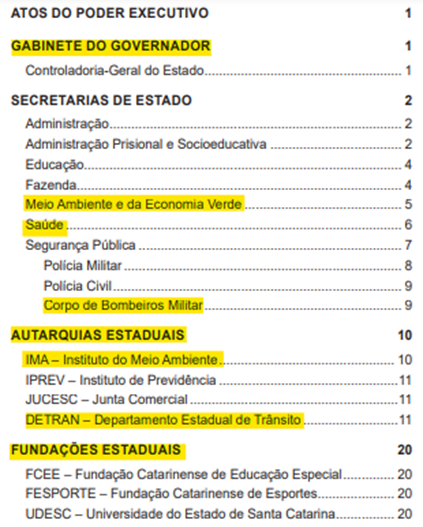 ATOS DO PODER EXECUTIVO 1
GABINETE DO GOVERNADOR 1
Controladoria-Geral do Estado 1
SECRETARIAS DE ESTADO 2
Administração 2
Administração Prisional e Socioeducativa 2
Educação 4
Fazenda 4
Meio Ambiente e da Economia Verde 5
Saúde 6
Segurança Pública 7
Polícia Militar 8
Polícia Civil 9
Corpo de Bombeiros Militar 9
AUTARQUIAS ESTADUAIS 10
IMA – Instituto do Meio Ambiente 10
IPREV – Instituto de Previdência 11
JUCESC – Junta Comercial 11
DETRAN – Departamento Estadual de Trânsito 11
FUNDAÇÕES ESTADUAIS 20
FCEE – Fundação Catarinense de Educação Especial 20
FESPORTE – Fundação Catarinense de Esportes 20
UDESC – Universidade do Estado de Santa Catarina 20